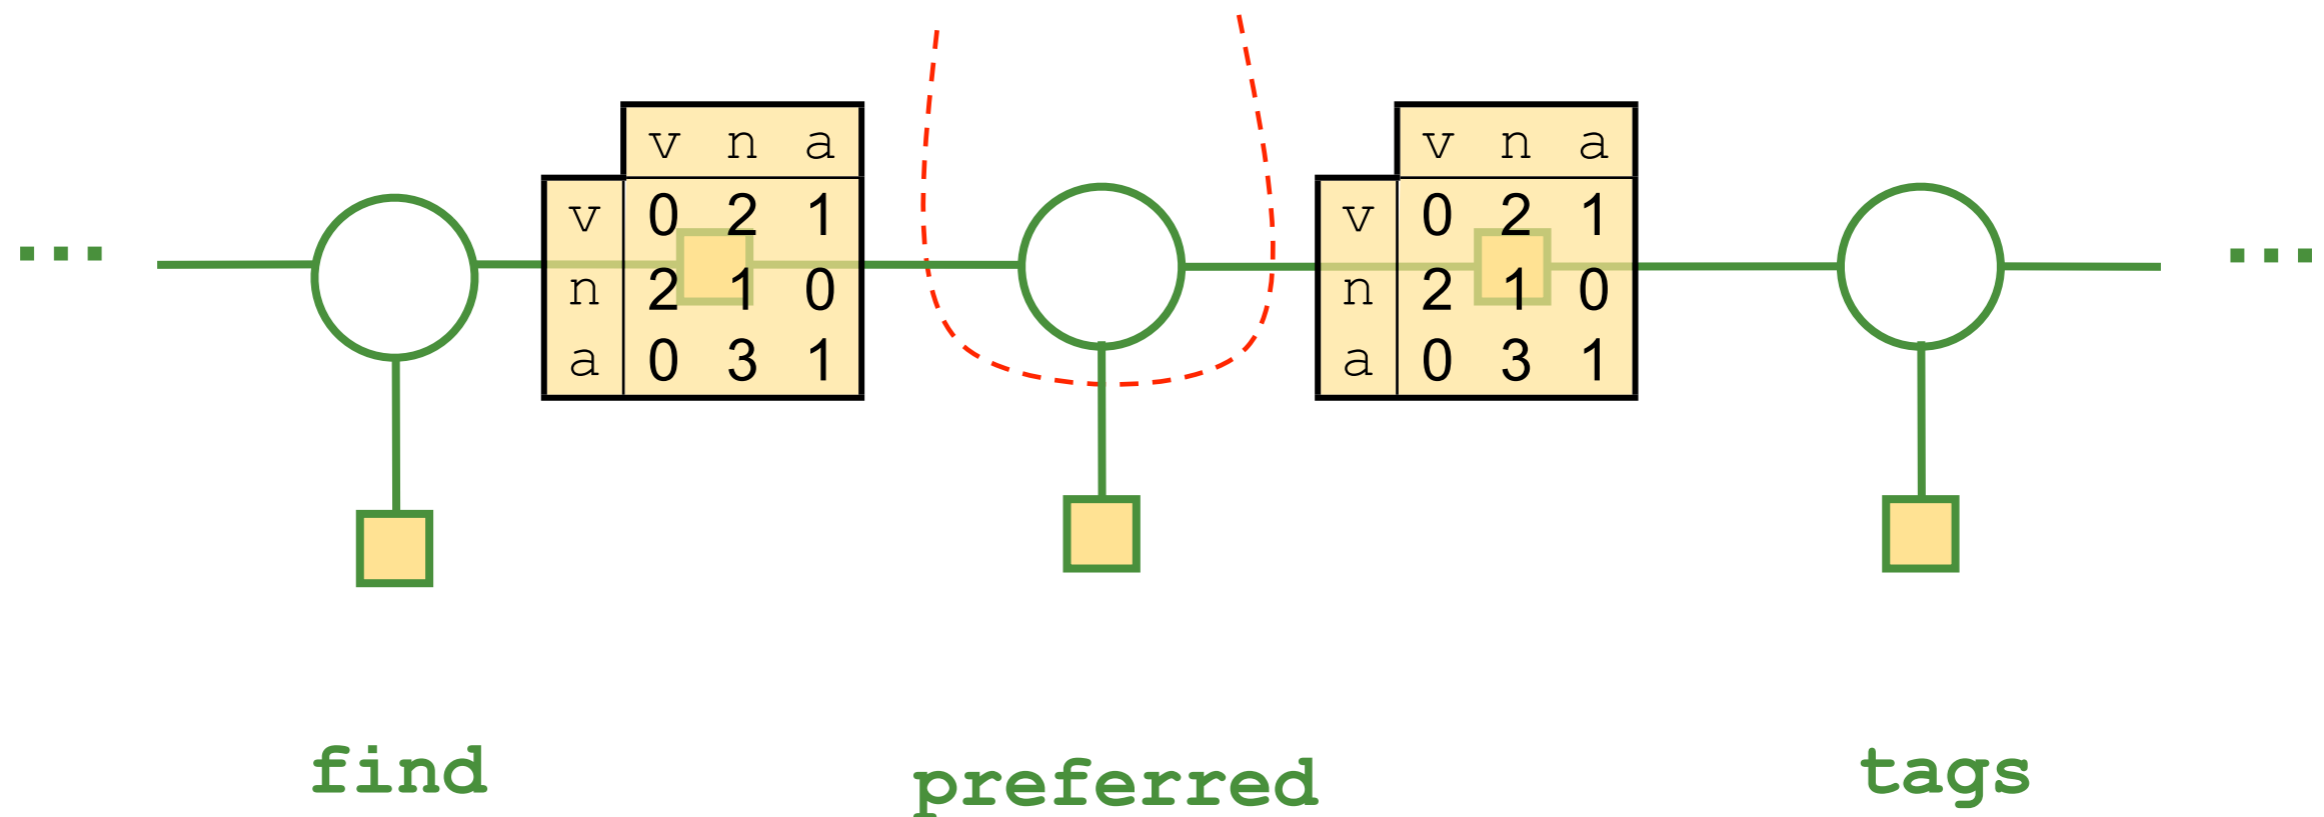 v n a v n a
v 0 2 1 v 0 2 1
... n 2 1 0 n 2 1 0 ...
a 0 3 1 a 0 3 1
find preferred tags